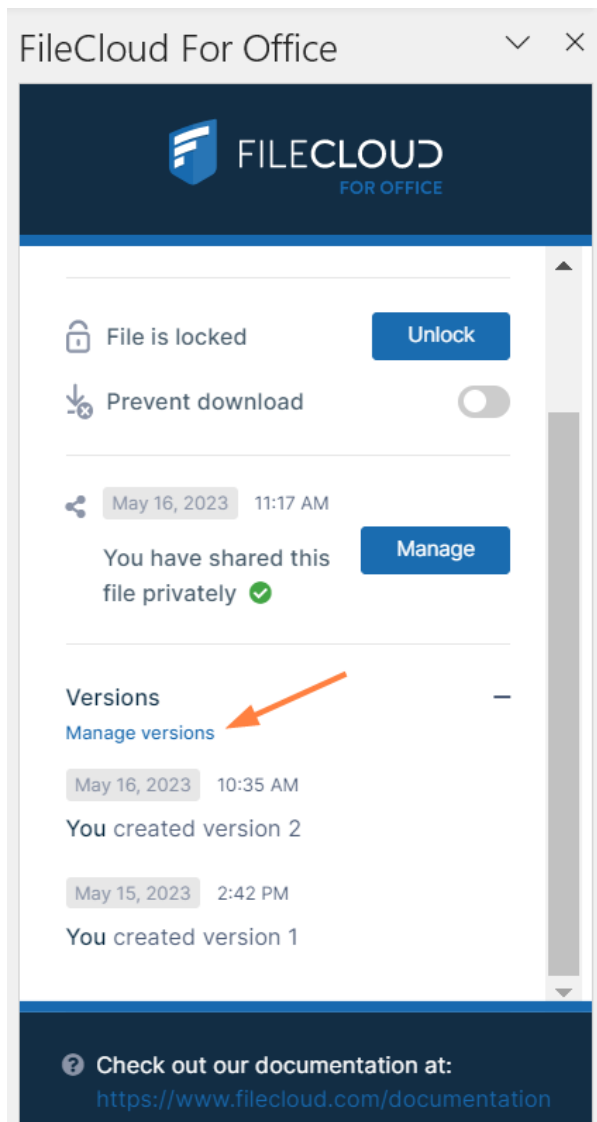 FileCloud For Office
FILECLOUD
FOR OFFICE
File is locked
Unlock
Prevent download
May 16, 2023 11:17 AM
You have shared this
file privately
Manage
Versions
Manage versions
May 16, 2023 10:35 AM
You created version 2
May 15, 2023 2:42 PM
You created version 1
Check out our documentation at:
https://www.filecloud.com/documentation